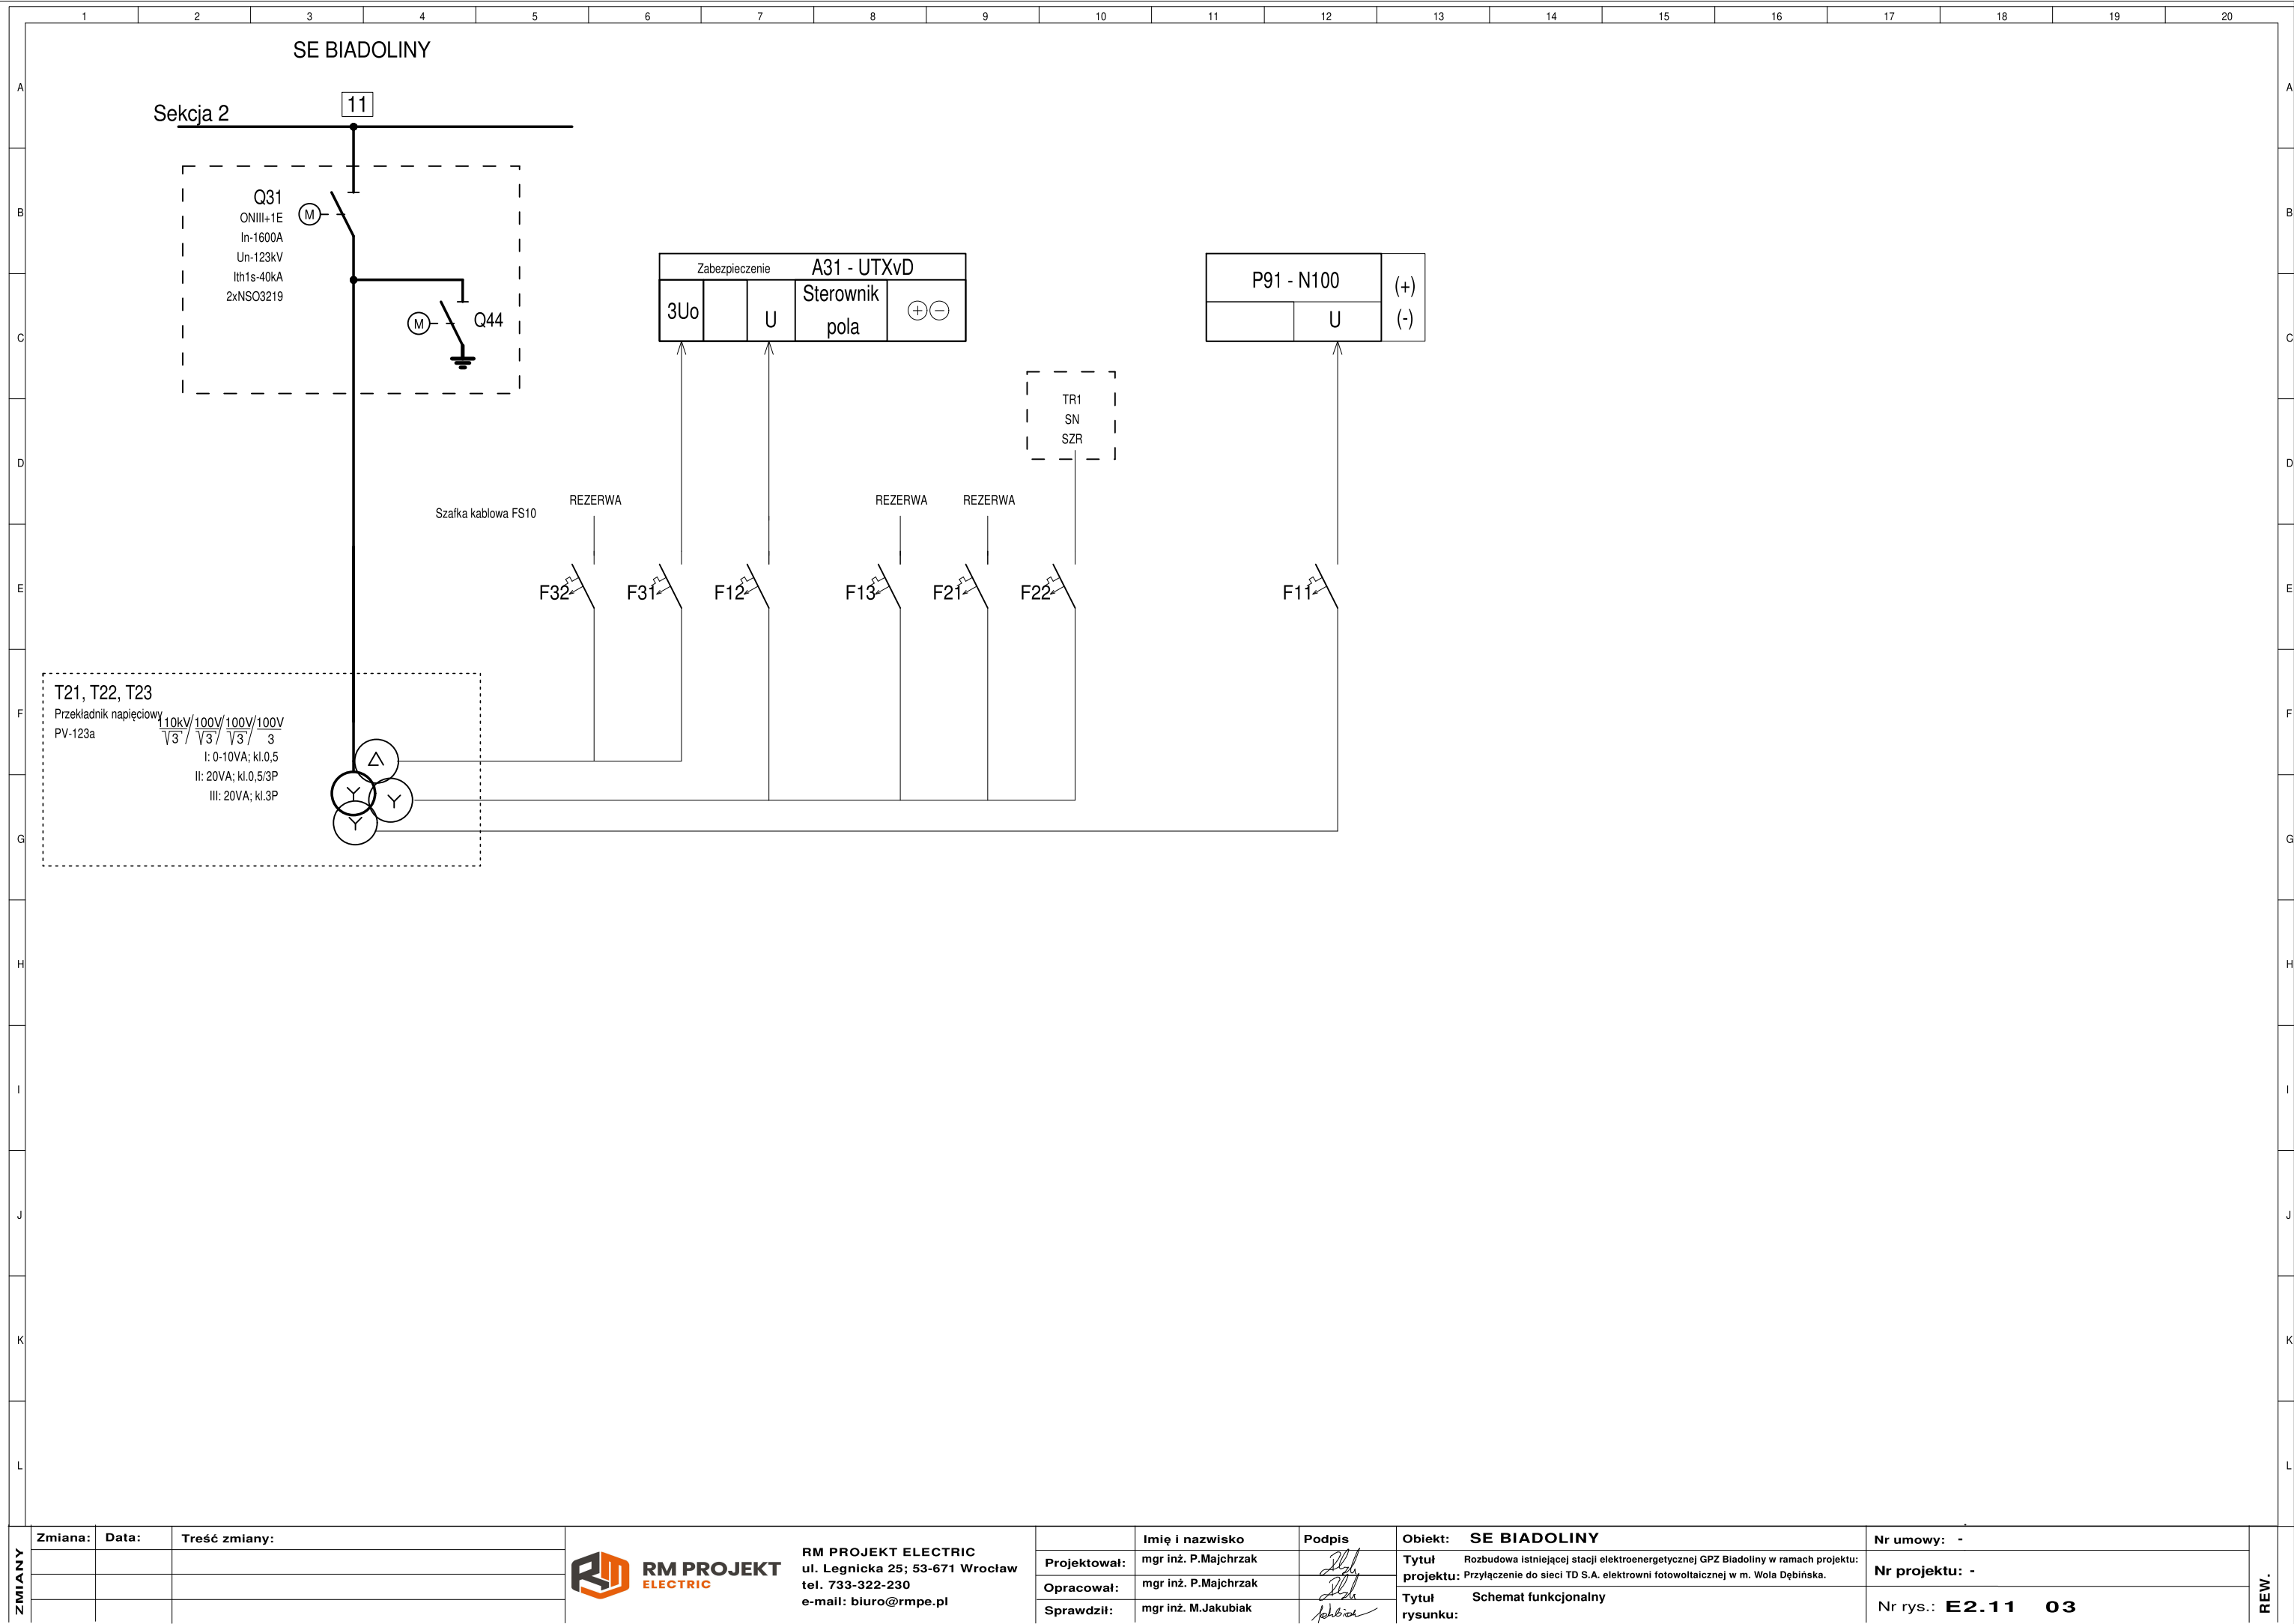 1 2 3 4 5 6 7 8 9 10 11 12 13 14 15 16 17 18 19 20
SE BIADOLINY
A A
11
Sekcja 2
B B
Q31
ONIII+1E
In-1600A
Un-123kV
Ith1s-40kA
2xNSO3219
M
M
Q44
Zabezpieczenie A31 - UTXvD
3Uo U Sterownik
pola
P91 - N100 (+)
U (-)
C C
TR1
SN
SZR
D D
Szafka kablowa FS10
REZERWA REZERWA REZERWA
E E
F32 F31 F12 F13 F21 F22 F11
F F
T21, T22, T23
Przekładnik napięciowy
PV-123a
110kV/100V/100V/100V
√3 / √3 / √3 / 3
I: 0-10VA; kl.0,5
II: 20VA; kl.0,5/3P
III: 20VA; kl.3P
Y Y
Y
G G
H H
I I
J J
K K
L L
ZMIANY
Zmiana: Data: Treść zmiany:
RM PROJEKT
ELECTRIC
RM PROJEKT ELECTRIC
ul. Legnicka 25; 53-671 Wrocław
tel. 733-322-230
e-mail: biuro@rmpe.pl
Imię i nazwisko Podpis
Projektował: mgr inż. P.Majchrzak
Opracował: mgr inż. P.Majchrzak
Sprawdził: mgr inż. M.Jakubiak
Obiekt: SE BIADOLINY
Tytuł projektu: Rozbudowa istniejącej stacji elektroenergetycznej GPZ Biadoliny w ramach projektu:
Przyłączenie do sieci TD S.A. elektrowni fotowoltaicznej w m. Wola Dębińska.
Tytuł rysunku: Schemat funkcjonalny
Nr umowy: -
Nr projektu: -
Nr rys.: E2.11 03
REW.